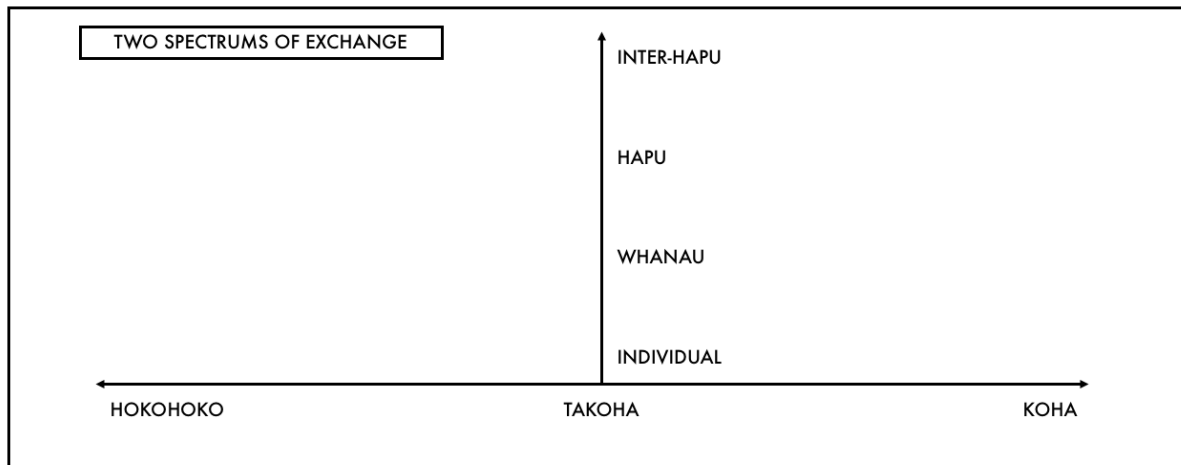 TWO SPECTRUMS OF EXCHANGE
INTER-HAPU
HAPU
WHANAU
INDIVIDUAL
HOKOHOKO
TAKOHA
KOHA